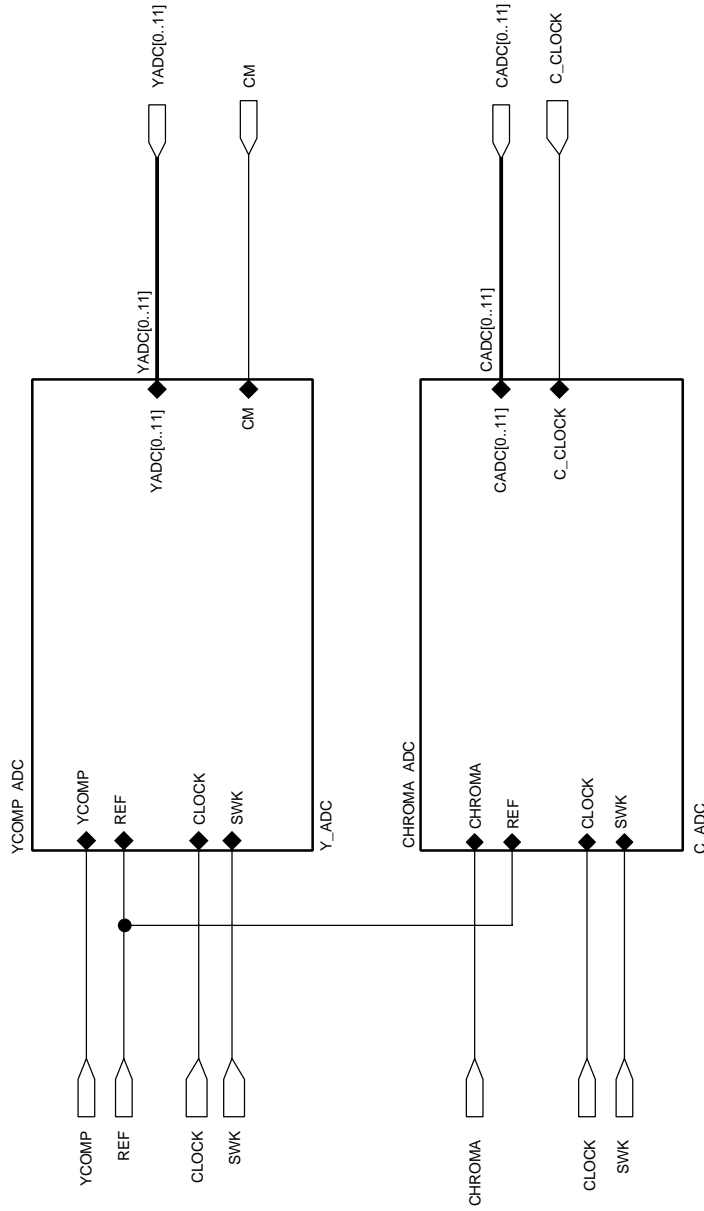 YCOMP ADC
YCOMP
YCOMP
YADC[0..11]
YADC[0..11]
YADC[0..11]
REF
REF
CLOCK
CLOCK
CM
CM
SWK
SWK
Y_ADC
CHROMA ADC
CHROMA
CHROMA
CADC[0..11]
CADC[0..11]
CADC[0..11]
REF
C_CLOCK
C_CLOCK
CLOCK
CLOCK
SWK
SWK
C_ADC